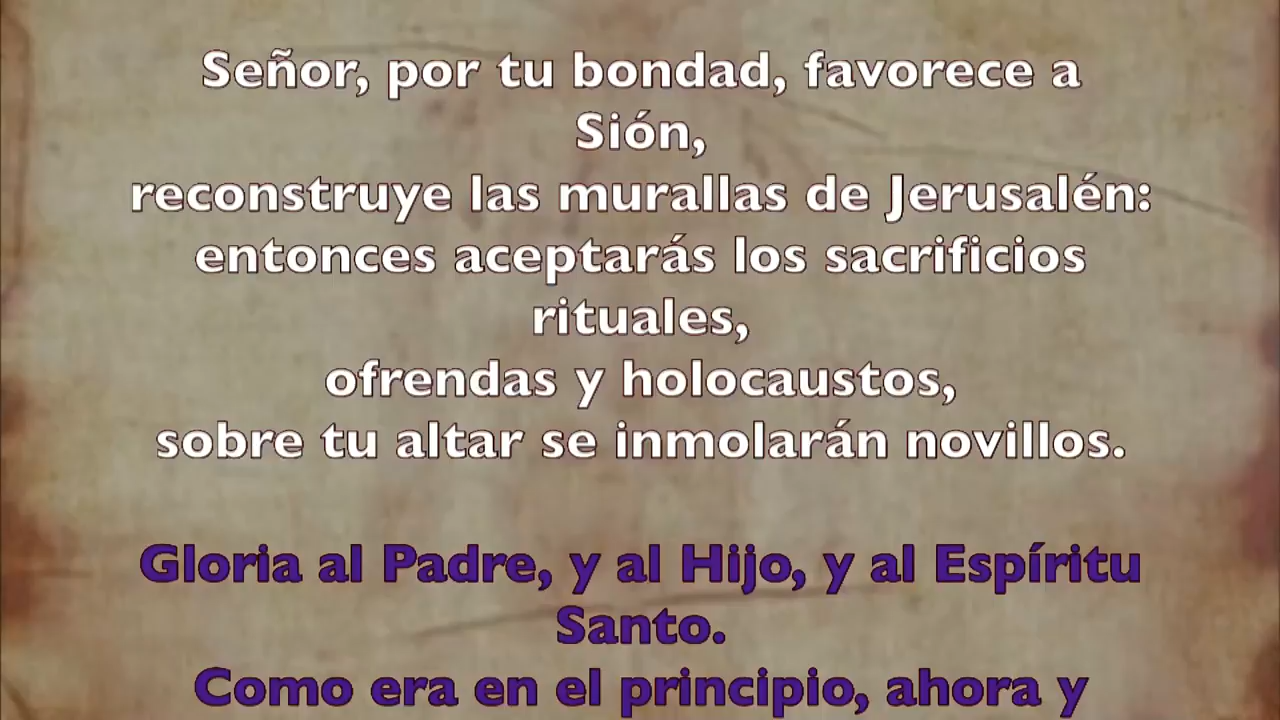 Señor, por tu bondad, favorece a
Sión,
reconstruye las murallas de Jerusalén:
entonces aceptarás los sacrificios
rituales,
ofrendas y holocaustos,
sobre tu altar se inmolarán novillos.
Gloria al Padre, y al Hijo, y al Espíritu
Santo.
Como era en el principio, ahora y